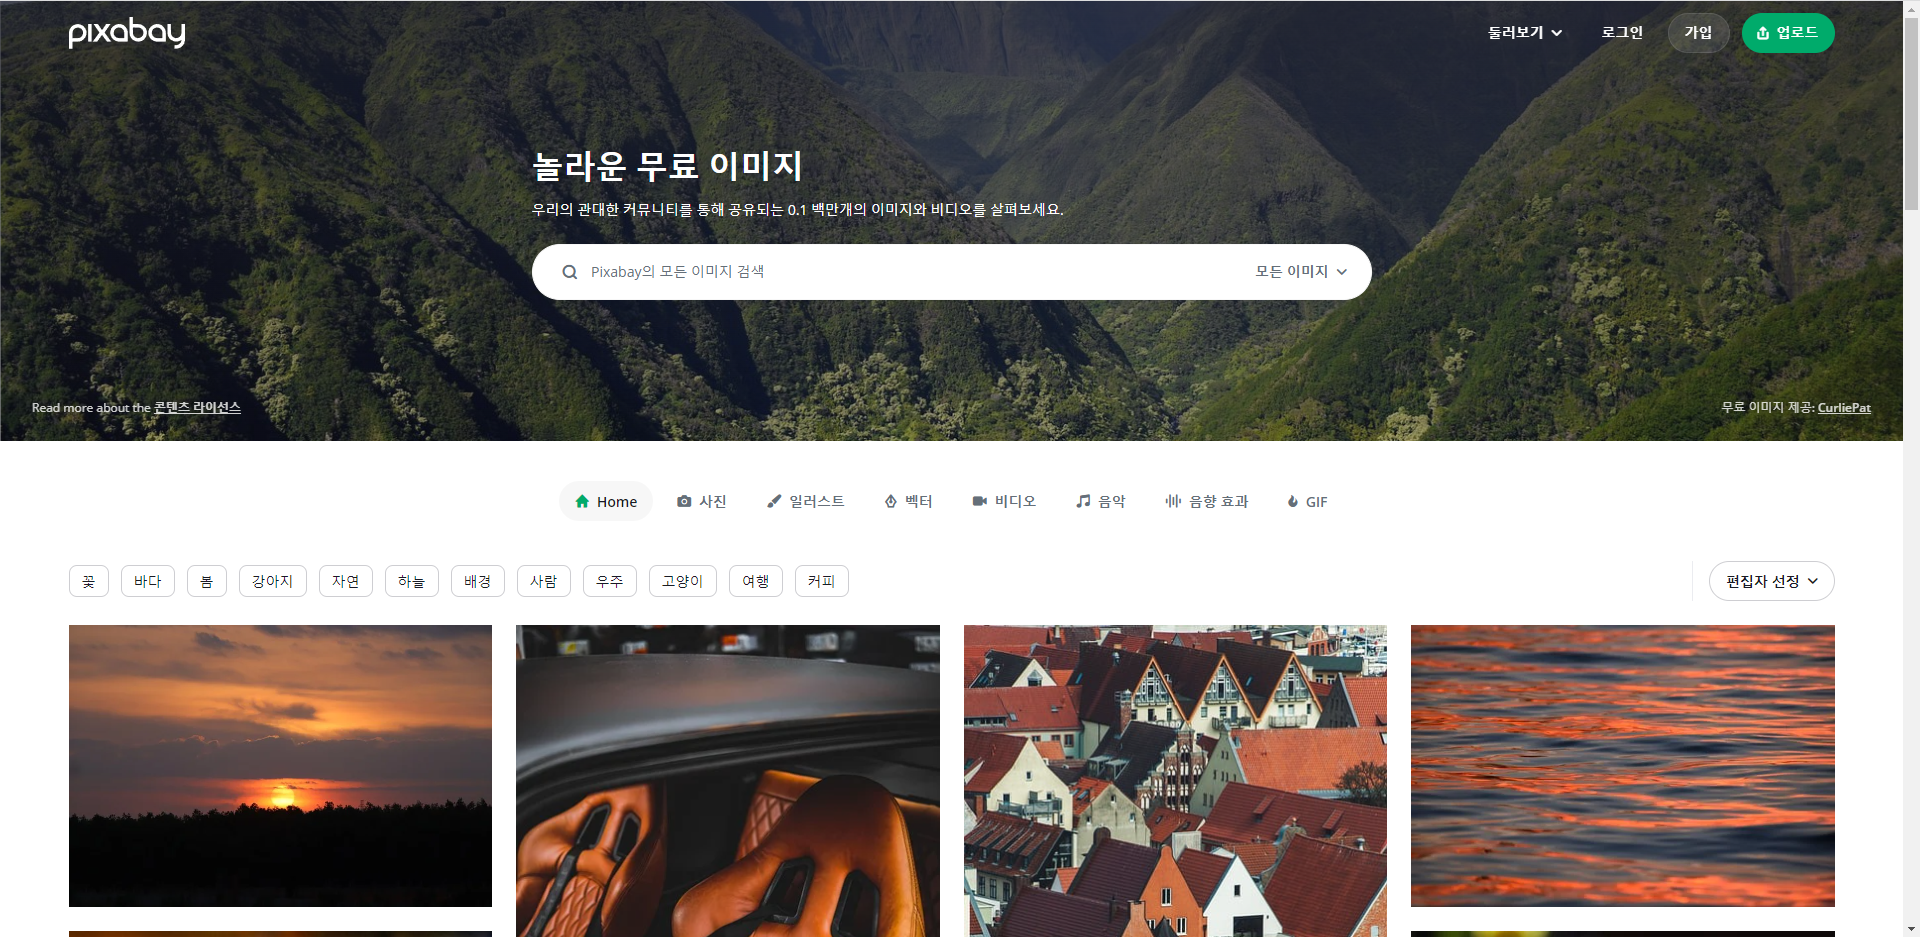 pixabay
둘러보기
로그인
가입
업로드
놀라운 무료 이미지
우리의 관대한 커뮤니티를 통해 공유되는 0.1 백만개의 이미지와 비디오를 살펴보세요.
Pixabay의 모든 이미지 검색
모든 이미지
Read more about the 콘텐츠 라이선스
무료 이미지 제공: CurliePat
Home
사진
일러스트
벡터
비디오
음악
음향 효과
GIF
꽃
바다
봄
강아지
자연
하늘
배경
사람
우주
고양이
여행
커피
편집자 선정